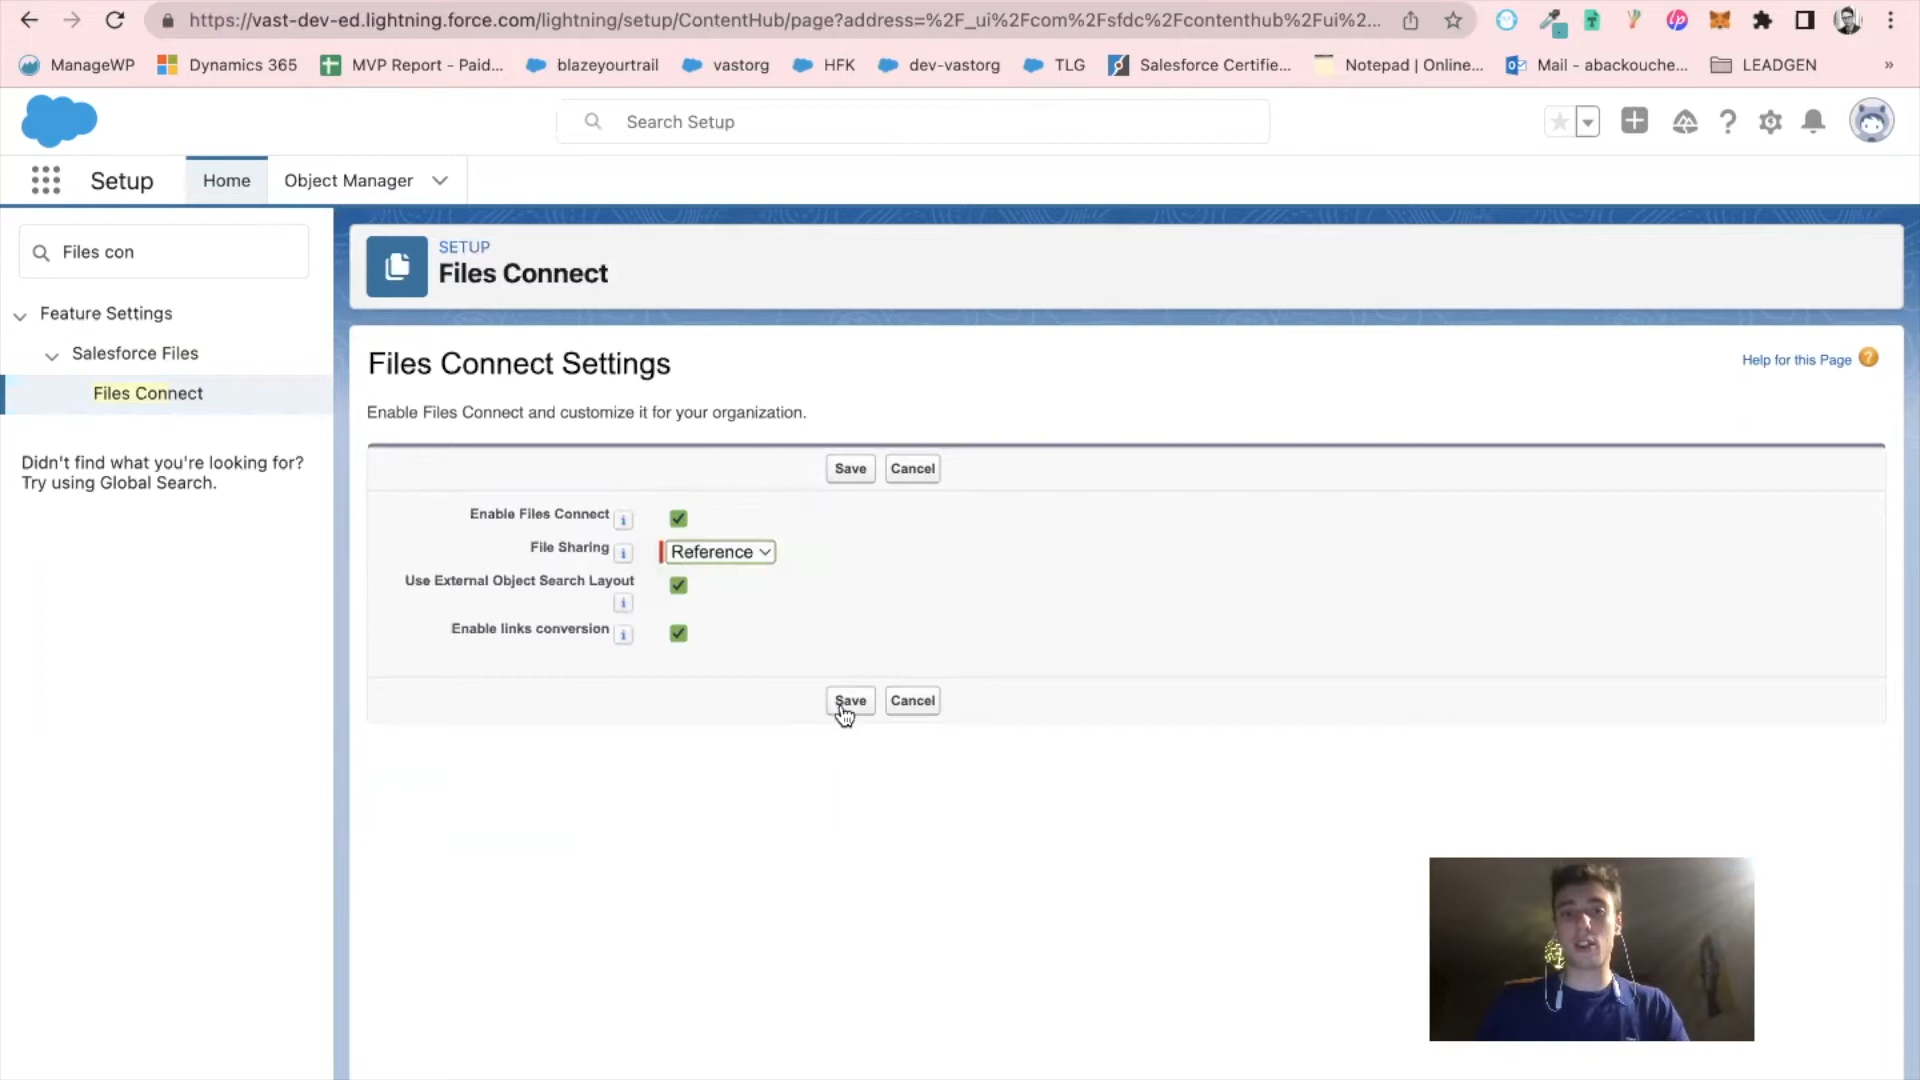 https://vast-dev-ed.lightning.force.com/lightning/setup/ContentHub/page?address=%2F_ui%2Fcom%2Fsfdc%2Fcontenthub%2Fui%2...
ManageWP Dynamics 365 MVP Report - Paid... blazeyourtrail vastorg HFK dev-vastorg TLG Salesforce Certifie... Notepad | Online... Mail - abackouche... LEADGEN »
Search Setup
Setup Home Object Manager
Files con
Feature Settings
Salesforce Files
Files Connect
Didn't find what you're looking for?
Try using Global Search.
SETUP
Files Connect
Files Connect Settings
Help for this Page ?
Enable Files Connect and customize it for your organization.
Save Cancel
Enable Files Connect i
File Sharing i Reference
Use External Object Search Layout
i
Enable links conversion i
Save Cancel